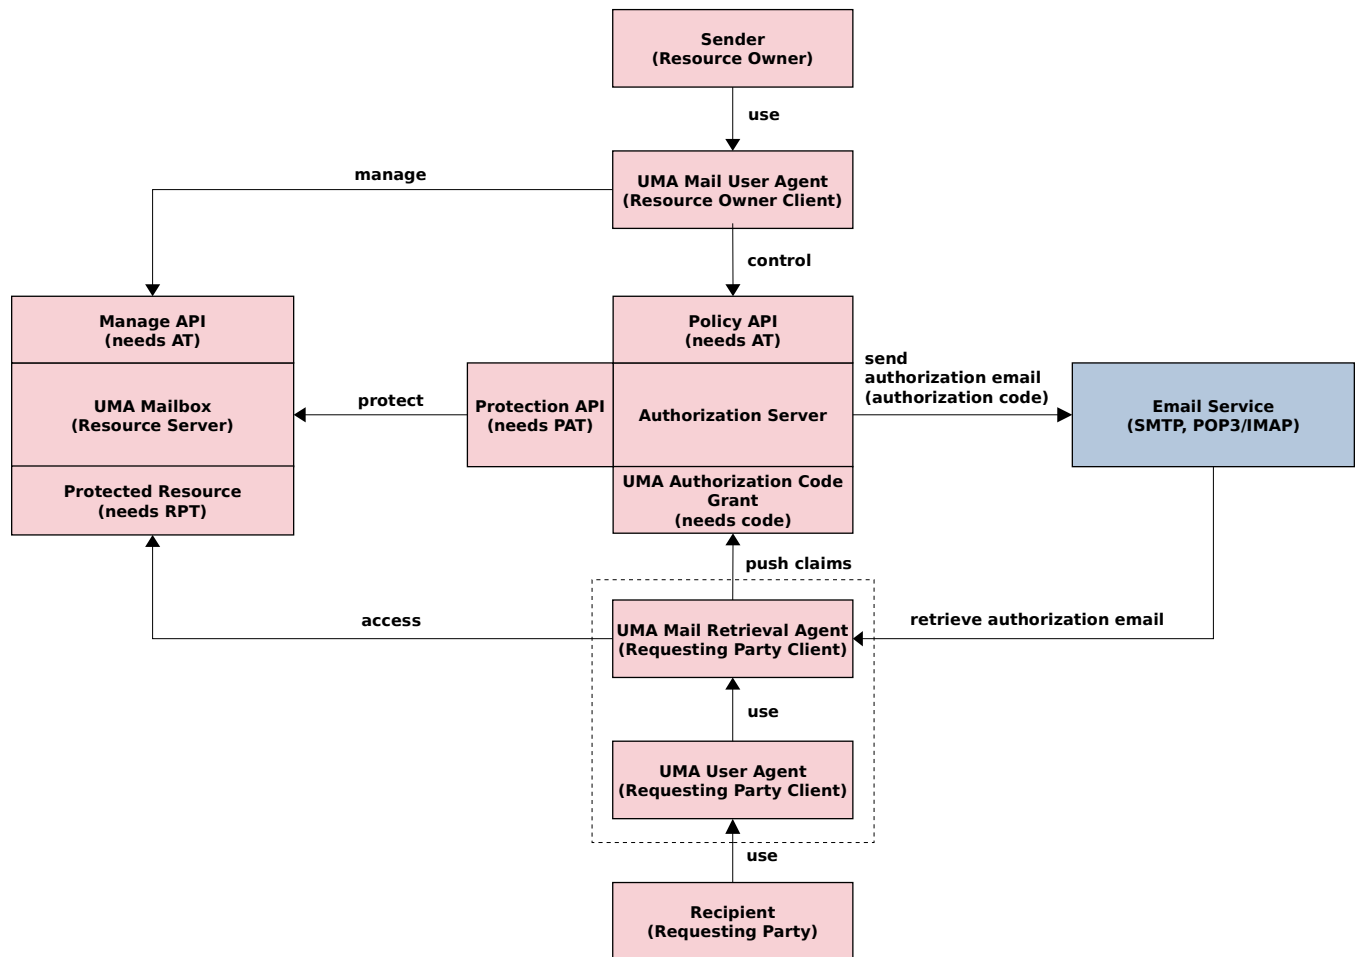 Sender
(Resource Owner)
use
UMA Mail User Agent
(Resource Owner Client)
manage
control
Manage API
(needs AT)
Policy API
(needs AT)
UMA Mailbox
(Resource Server)
protect
Protection API
(needs PAT)
Authorization Server
send
authorization email
(authorization code)
Email Service
(SMTP, POP3/IMAP)
Protected Resource
(needs RPT)
UMA Authorization Code
Grant
(needs code)
push claims
access
UMA Mail Retrieval Agent
(Requesting Party Client)
retrieve authorization email
use
UMA User Agent
(Requesting Party Client)
use
Recipient
(Requesting Party)